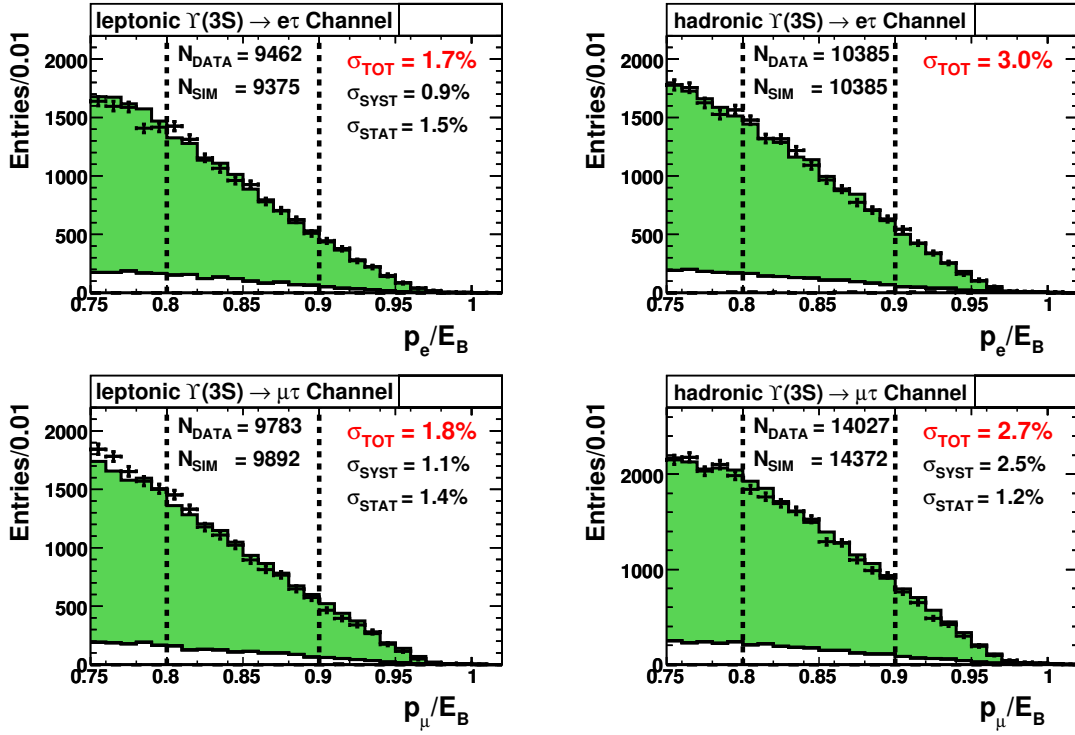 leptonic ϒ(3S) → eτ Channel
Entries/0.01
2000
1500
1000
500
0
N_DATA = 9462
N_SIM = 9375
σ_TOT = 1.7%
σ_SYST = 0.9%
σ_STAT = 1.5%
0.75 0.8 0.85 0.9 0.95 1
p_e/E_B
hadronic ϒ(3S) → eτ Channel
Entries/0.01
2000
1500
1000
500
0
N_DATA = 10385
N_SIM = 10385
σ_TOT = 3.0%
0.75 0.8 0.85 0.9 0.95 1
p_e/E_B
leptonic ϒ(3S) → μτ Channel
Entries/0.01
2000
1500
1000
500
0
N_DATA = 9783
N_SIM = 9892
σ_TOT = 1.8%
σ_SYST = 1.1%
σ_STAT = 1.4%
0.75 0.8 0.85 0.9 0.95 1
p_μ/E_B
hadronic ϒ(3S) → μτ Channel
Entries/0.01
2000
1000
0
N_DATA = 14027
N_SIM = 14372
σ_TOT = 2.7%
σ_SYST = 2.5%
σ_STAT = 1.2%
0.75 0.8 0.85 0.9 0.95 1
p_μ/E_B